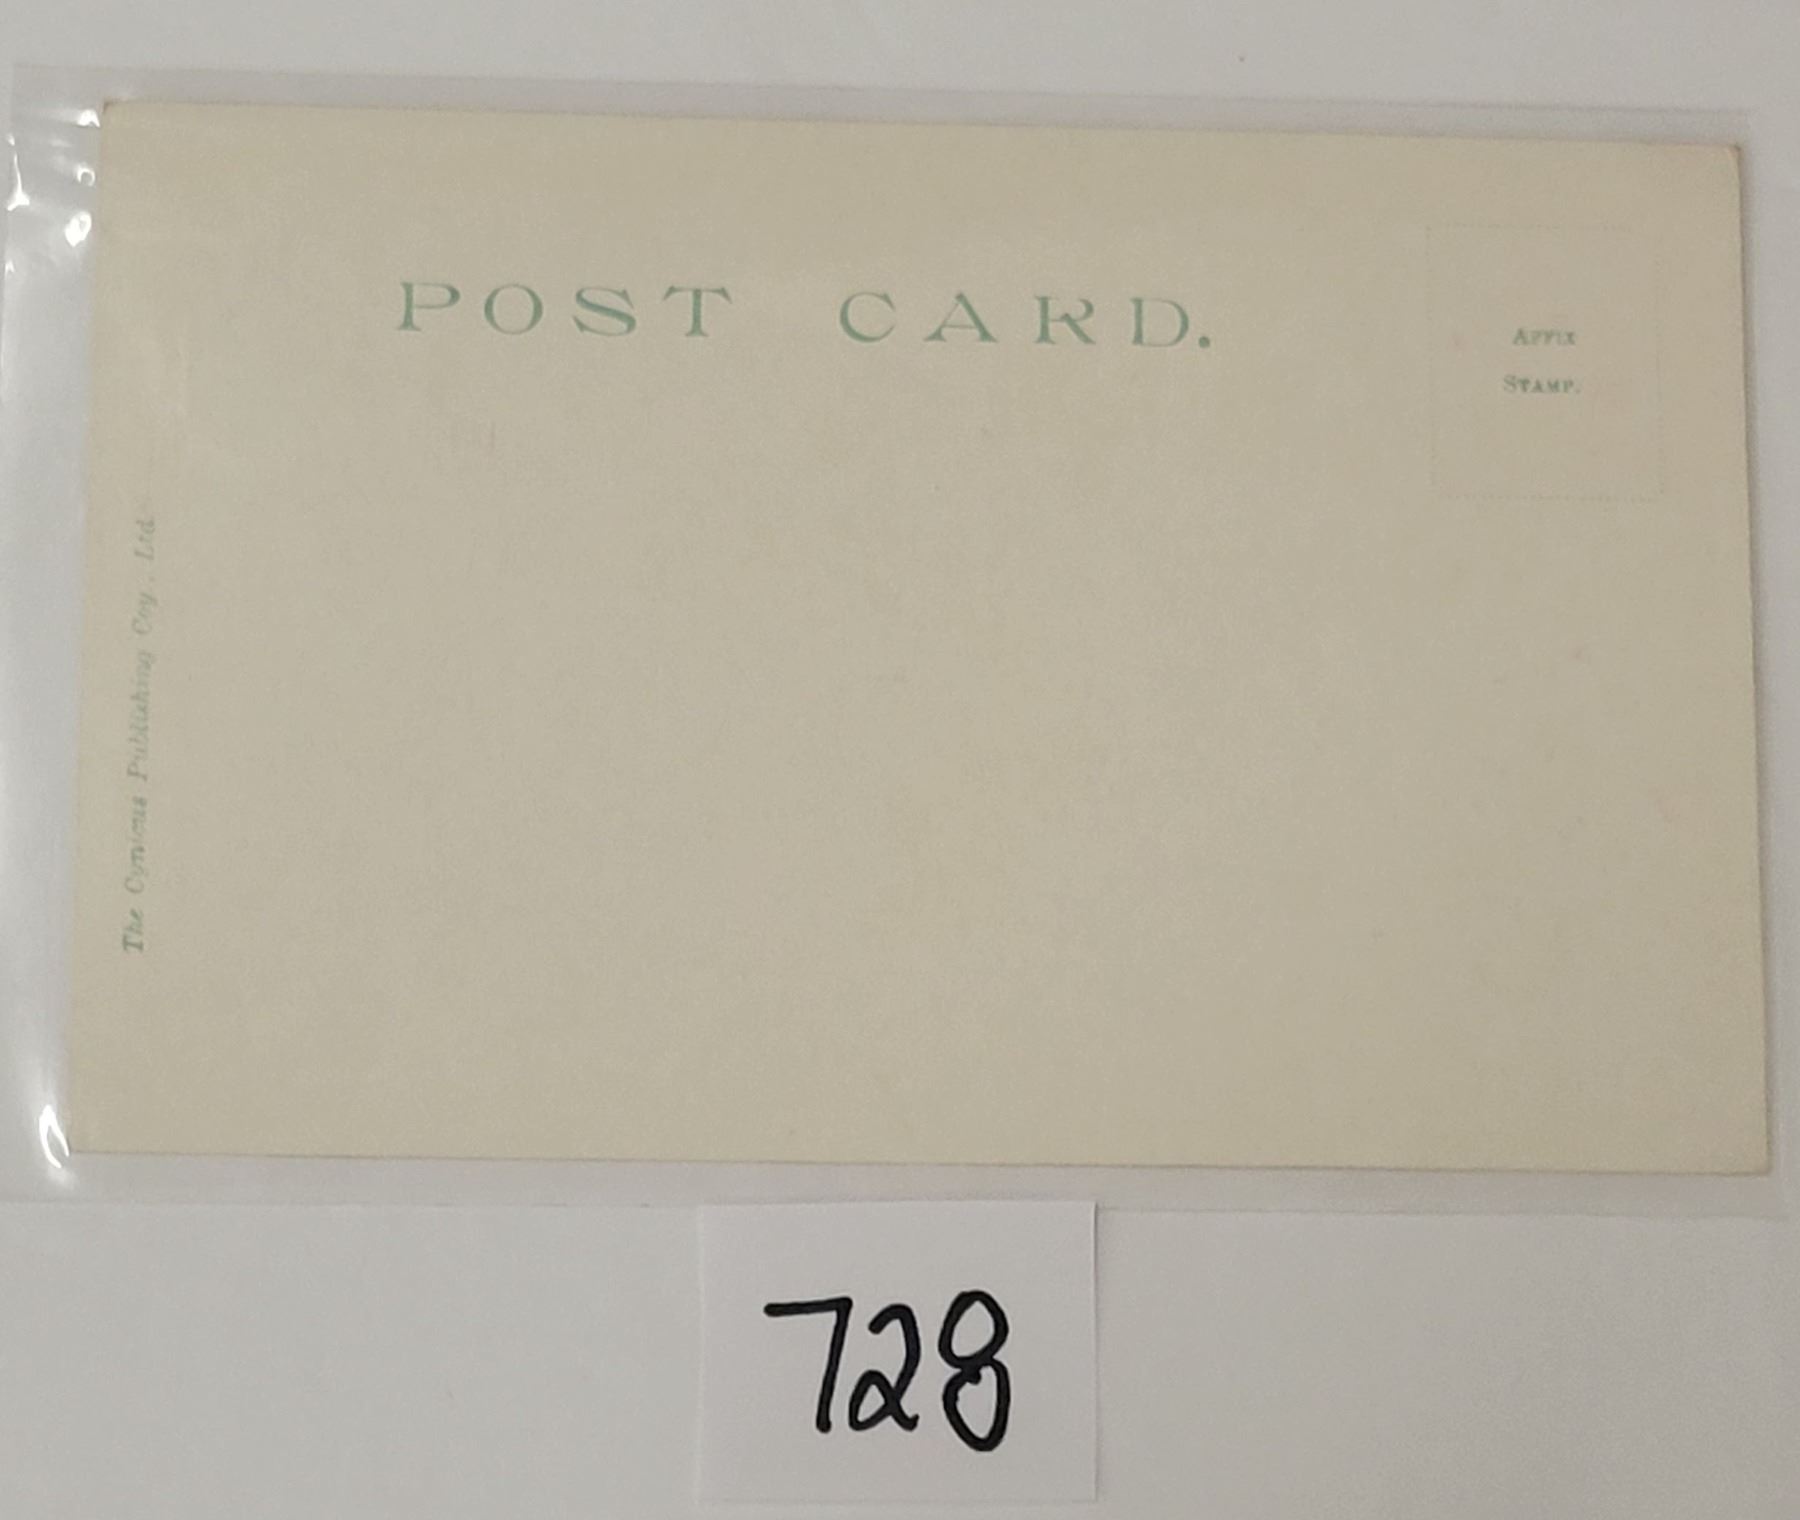 POST CARD.
AFFIX
STAMP.
The Cynicus Publishing Coy. Ltd.
728